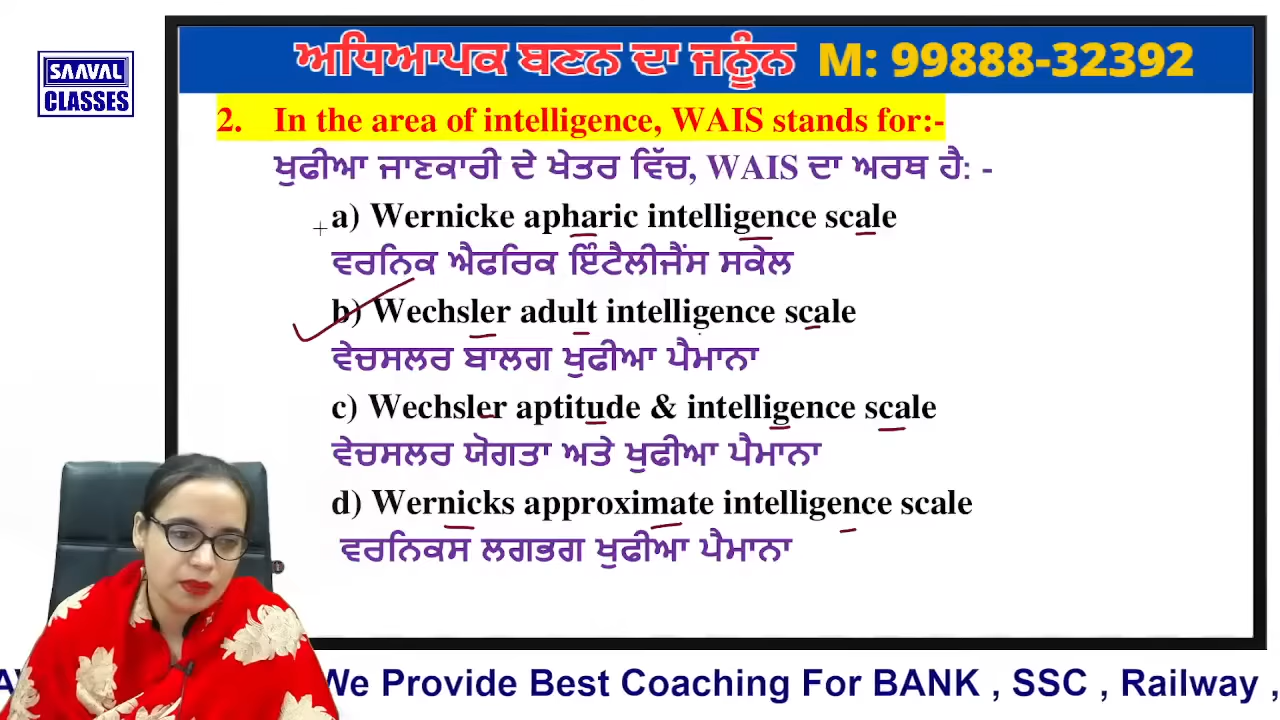 SAAVAL
CLASSES
ਅਧਿਆਪਕ ਬਣਨ ਦਾ ਜਨੂੰਨ M: 99888-32392
2. In the area of intelligence, WAIS stands for:-
ਖੁਫੀਆ ਜਾਣਕਾਰੀ ਦੇ ਖੇਤਰ ਵਿੱਚ, WAIS ਦਾ ਅਰਥ ਹੈ: -
a) Wernicke apharic intelligence scale
ਵਰਨਿਕ ਐਫਰਿਕ ਇੰਟੈਲੀਜੈਂਸ ਸਕੇਲ
b) Wechsler adult intelligence scale
ਵੇਚਸਲਰ ਬਾਲਗ ਖੁਫੀਆ ਪੈਮਾਨਾ
c) Wechsler aptitude & intelligence scale
ਵੇਚਸਲਰ ਯੋਗਤਾ ਅਤੇ ਖੁਫੀਆ ਪੈਮਾਨਾ
d) Wernicks approximate intelligence scale
ਵਰਨਿਕਸ ਲਗਭਗ ਖੁਫੀਆ ਪੈਮਾਨਾ
We Provide Best Coaching For BANK , SSC , Railway ,